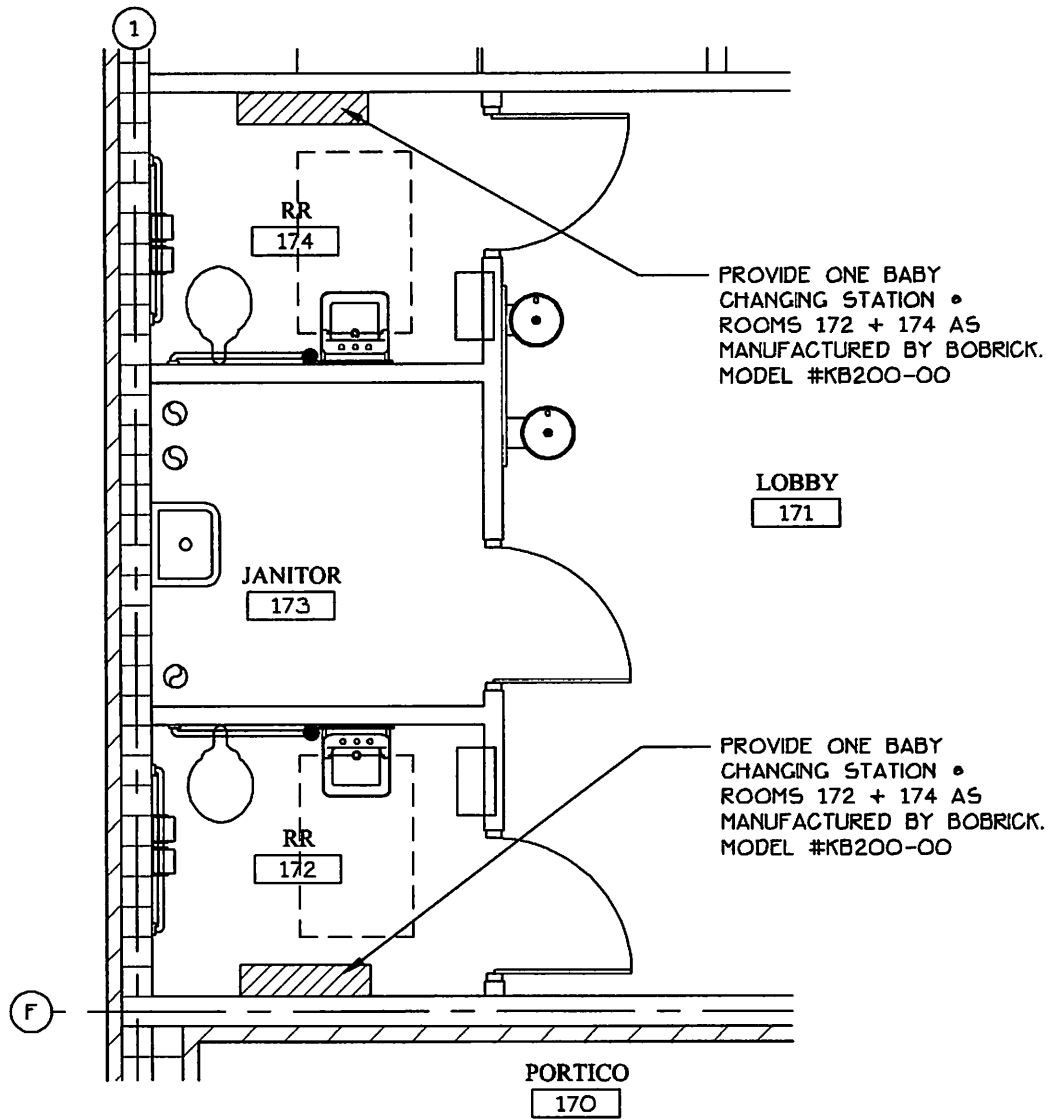 1
RR
174
PROVIDE ONE BABY
CHANGING STATION @
ROOMS 172 + 174 AS
MANUFACTURED BY BOBRICK.
MODEL #KB200-00
LOBBY
171
JANITOR
173
PROVIDE ONE BABY
CHANGING STATION @
ROOMS 172 + 174 AS
MANUFACTURED BY BOBRICK.
MODEL #KB200-00
RR
172
F
PORTICO
170